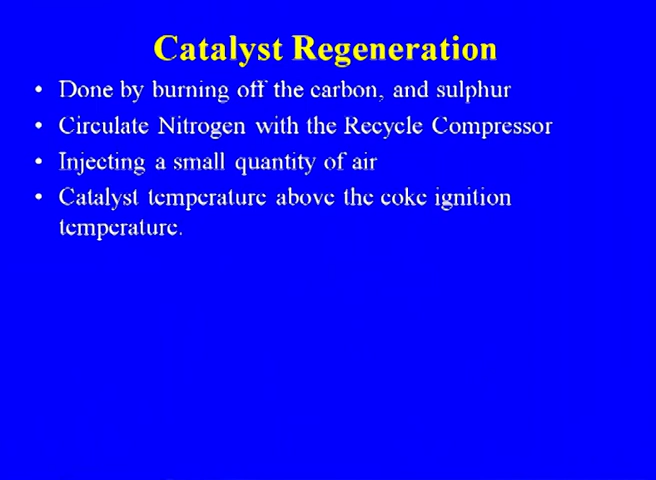 Catalyst Regeneration
• Done by burning off the carbon, and sulphur
• Circulate Nitrogen with the Recycle Compressor
• Injecting a small quantity of air
• Catalyst temperature above the coke ignition
temperature.